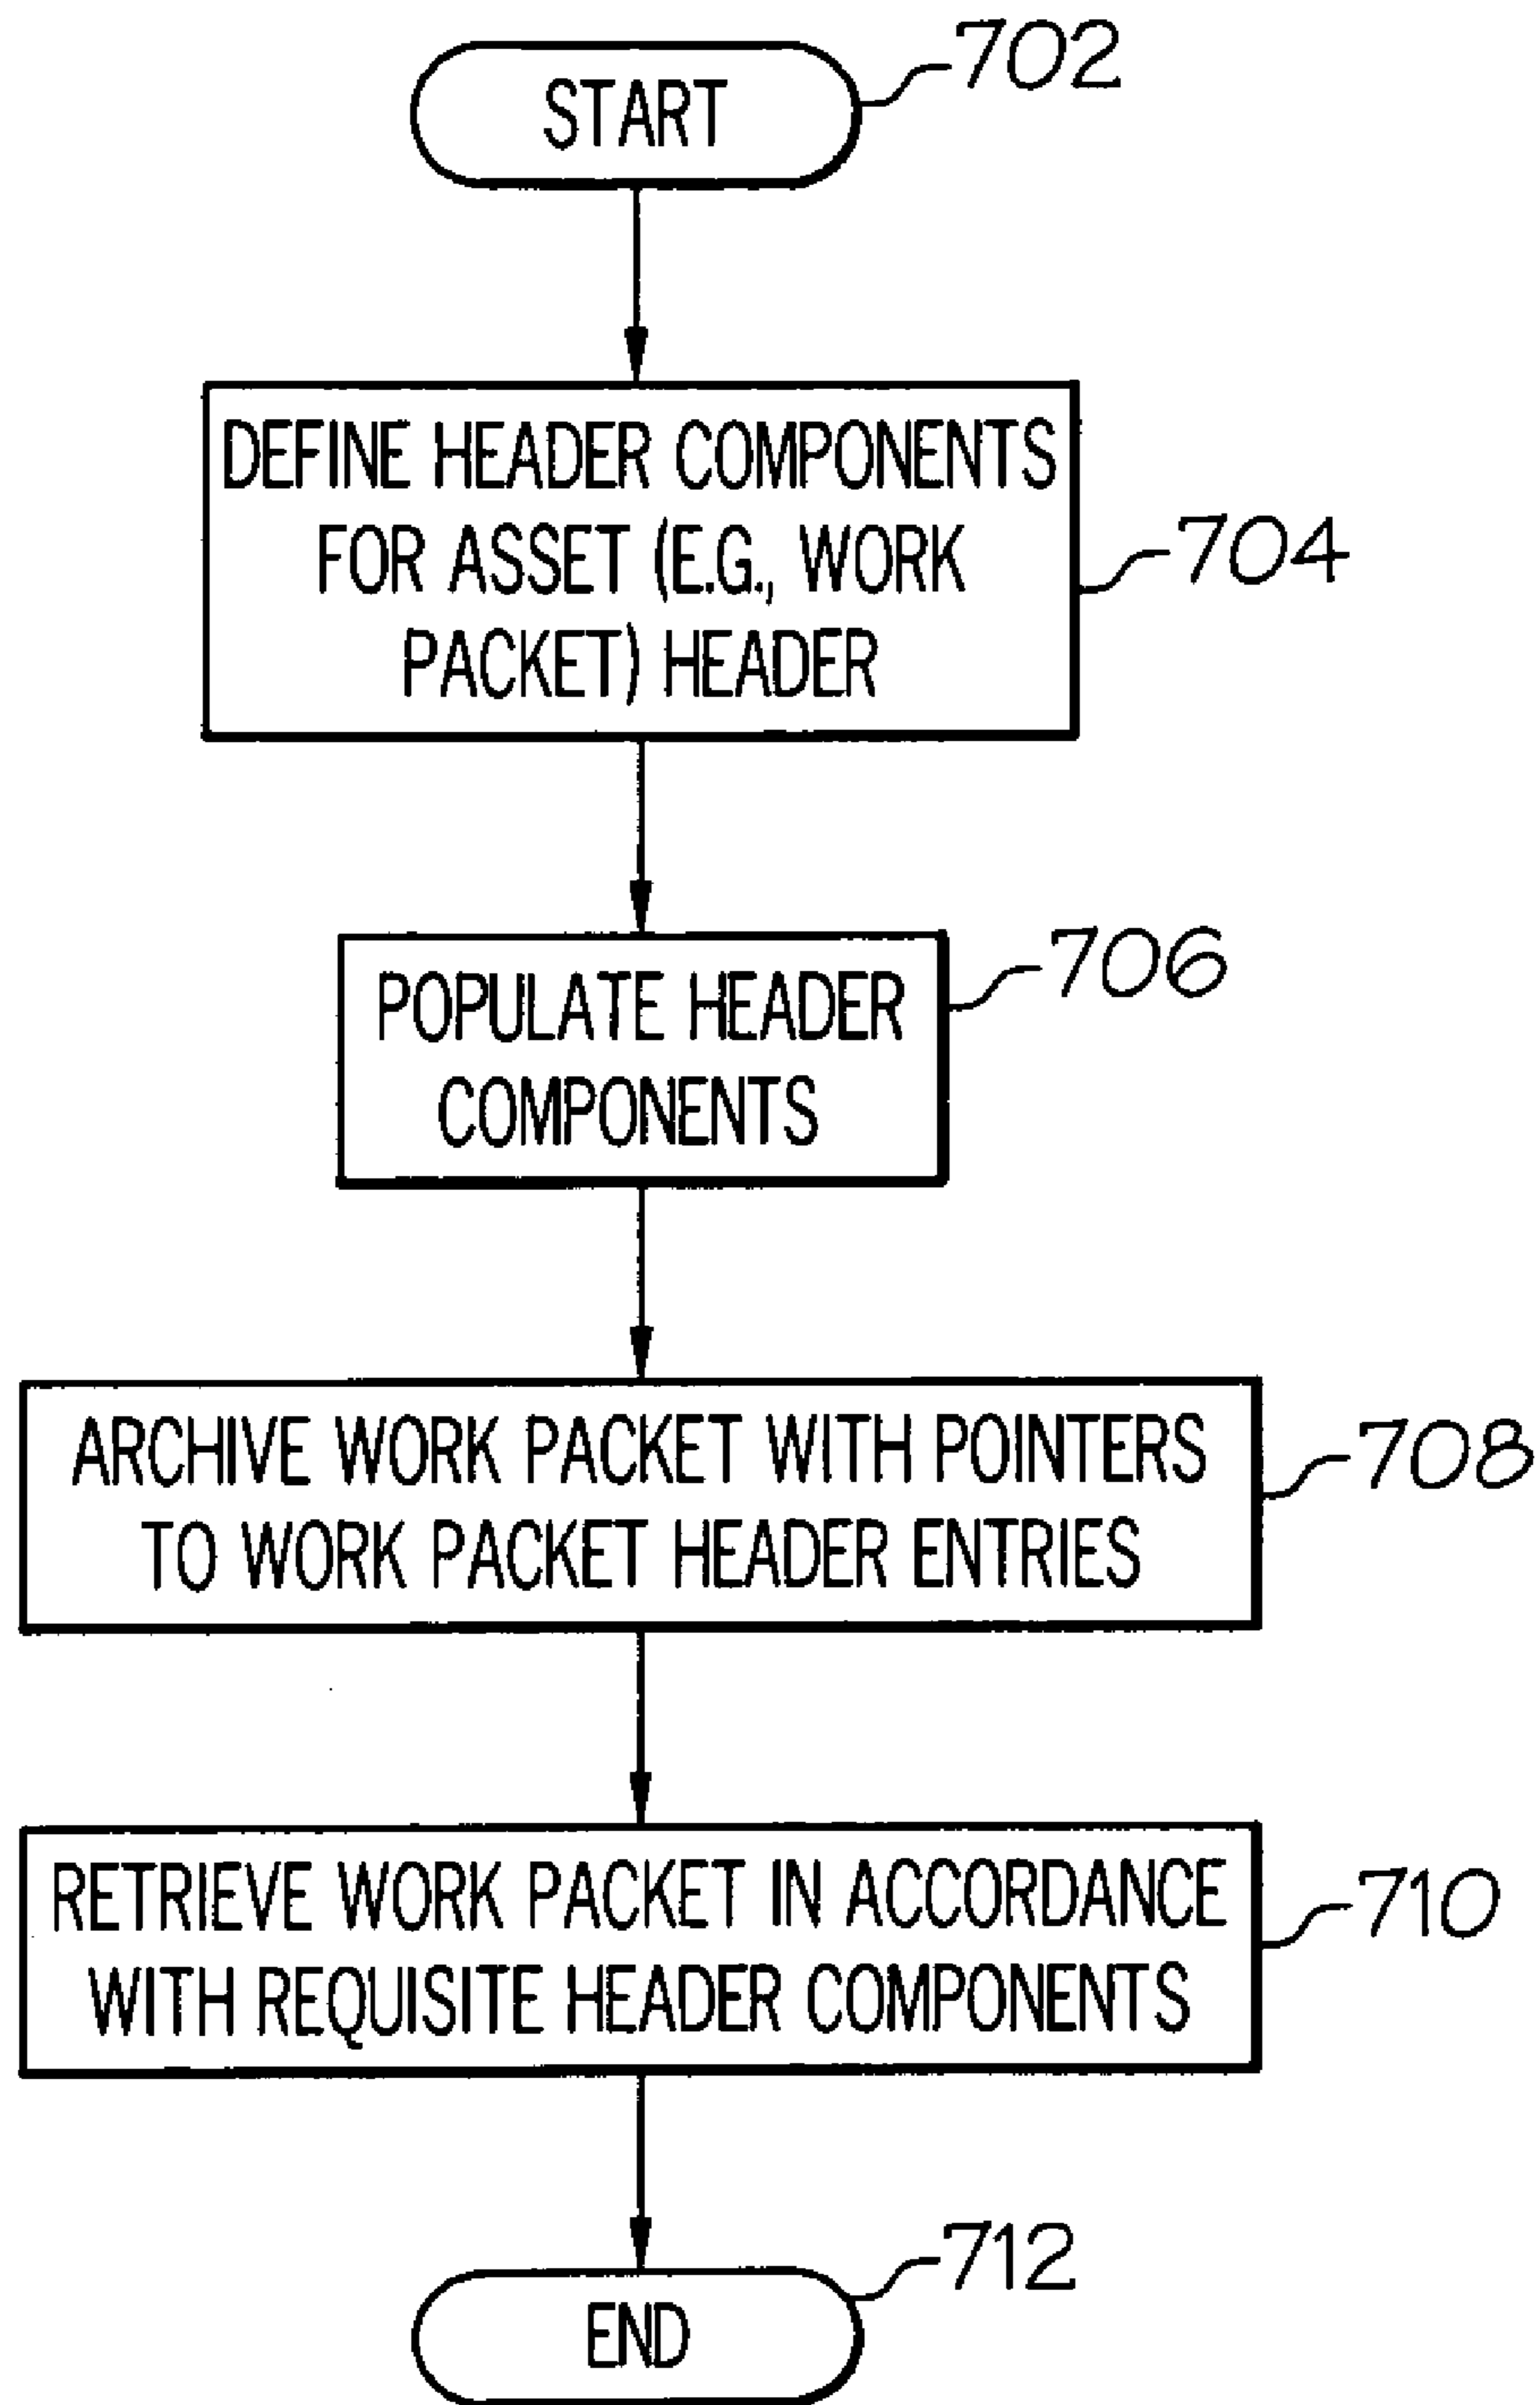 START
702
DEFINE HEADER COMPONENTS
FOR ASSET (E.G., WORK
PACKET) HEADER
704
POPULATE HEADER
COMPONENTS
706
ARCHIVE WORK PACKET WITH POINTERS
TO WORK PACKET HEADER ENTRIES
708
RETRIEVE WORK PACKET IN ACCORDANCE
WITH REQUISITE HEADER COMPONENTS
710
END
712